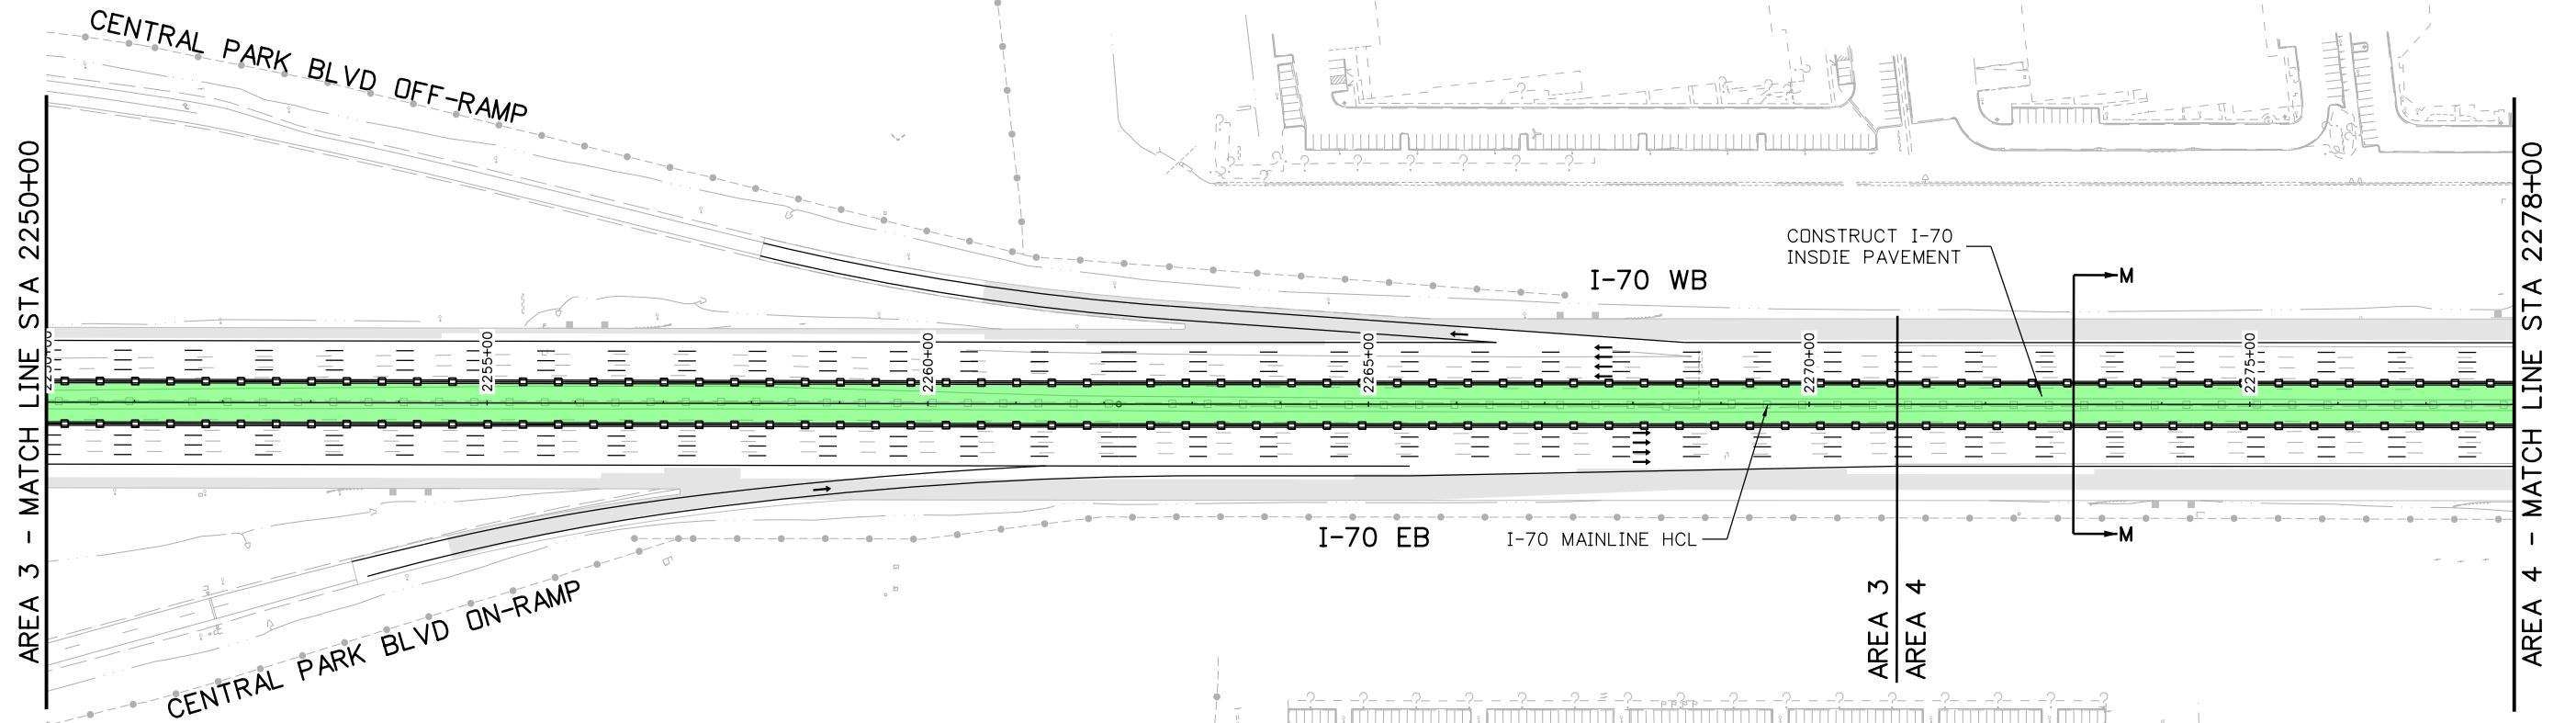 CENTRAL PARK BLVD OFF-RAMP
AREA 3 - MATCH LINE STA 2250+00
AREA 4 - MATCH LINE STA 2278+00
CONSTRUCT I-70
INSDIE PAVEMENT
I-70 WB
M
2255+00
2260+00
2265+00
2270+00
2275+00
I-70 EB
I-70 MAINLINE HCL
M
AREA 3
AREA 4
CENTRAL PARK BLVD ON-RAMP